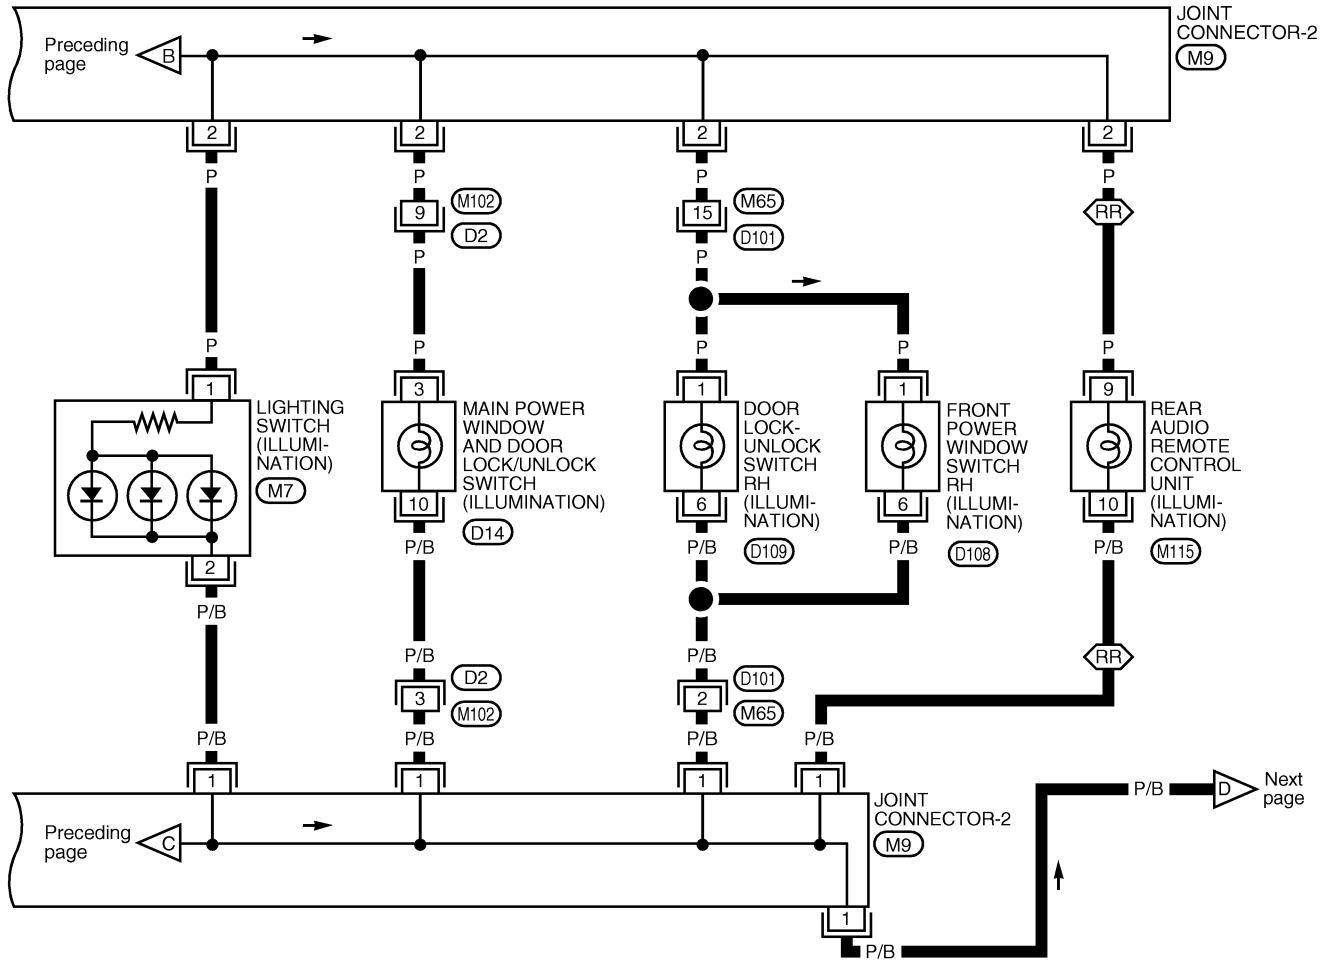 JOINT
CONNECTOR-2
M9
Preceding
page
B
2
2
2
2
P
P
P
P
9
M102
D2
15
M65
D101
RR
P
P
P
P
P
P
P
1
3
1
1
9
LIGHTING
SWITCH
(ILLUMI-
NATION)
M7
MAIN POWER
WINDOW
AND DOOR
LOCK/UNLOCK
SWITCH
(ILLUMINATION)
D14
DOOR
LOCK-
UNLOCK
SWITCH
RH
(ILLUMI-
NATION)
D109
FRONT
POWER
WINDOW
SWITCH
RH
(ILLUMI-
NATION)
D108
REAR
AUDIO
REMOTE
CONTROL
UNIT
(ILLUMI-
NATION)
M115
10
6
6
10
2
P/B
P/B
P/B
P/B
P/B
P/B
P/B
RR
D2
3
M102
D101
2
M65
P/B
P/B
P/B
P/B
1
1
1
1
JOINT
CONNECTOR-2
M9
Preceding
page
C
1
P/B
P/B
D
Next
page